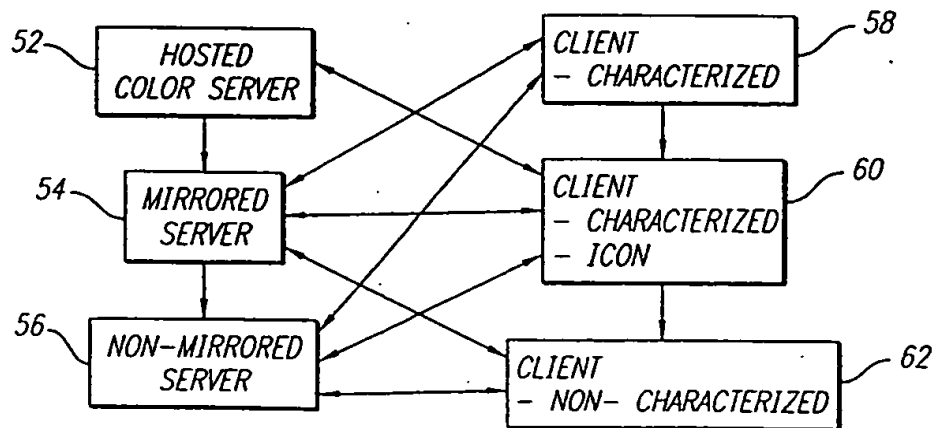 52
HOSTED
COLOR SERVER
54
MIRRORED
SERVER
56
NON-MIRRORED
SERVER
58
CLIENT
- CHARACTERIZED
60
CLIENT
- CHARACTERIZED
- ICON
62
CLIENT
- NON- CHARACTERIZED